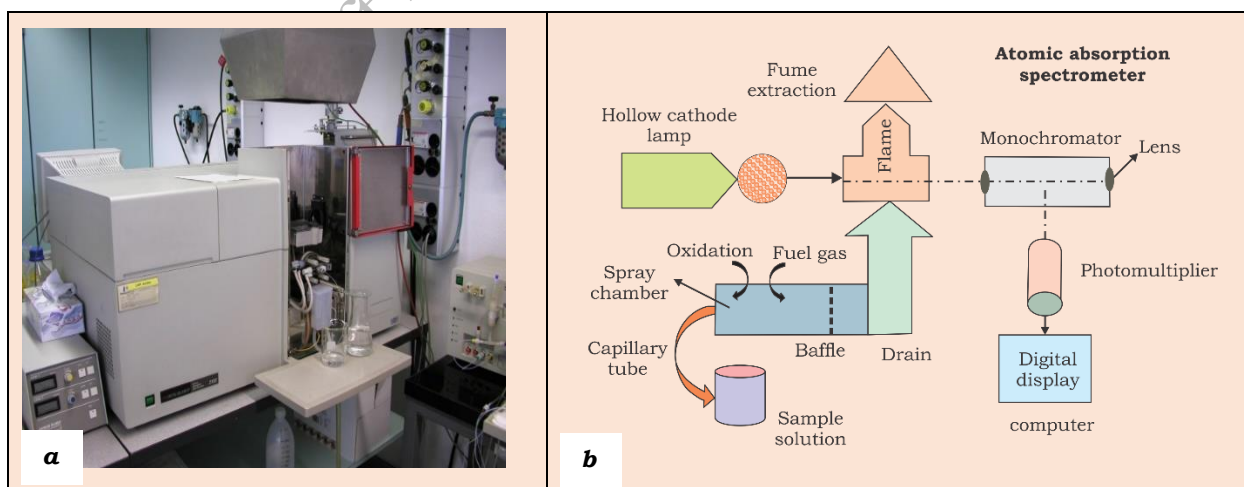 Atomic absorption
spectrometer
Fume
extraction
Hollow cathode
lamp
Flame
Monochromator
Lens
Oxidation
Fuel gas
Spray
chamber
Photomultiplier
Capillary
tube
Baffle
Drain
Digital
display
Sample
solution
computer
a
b